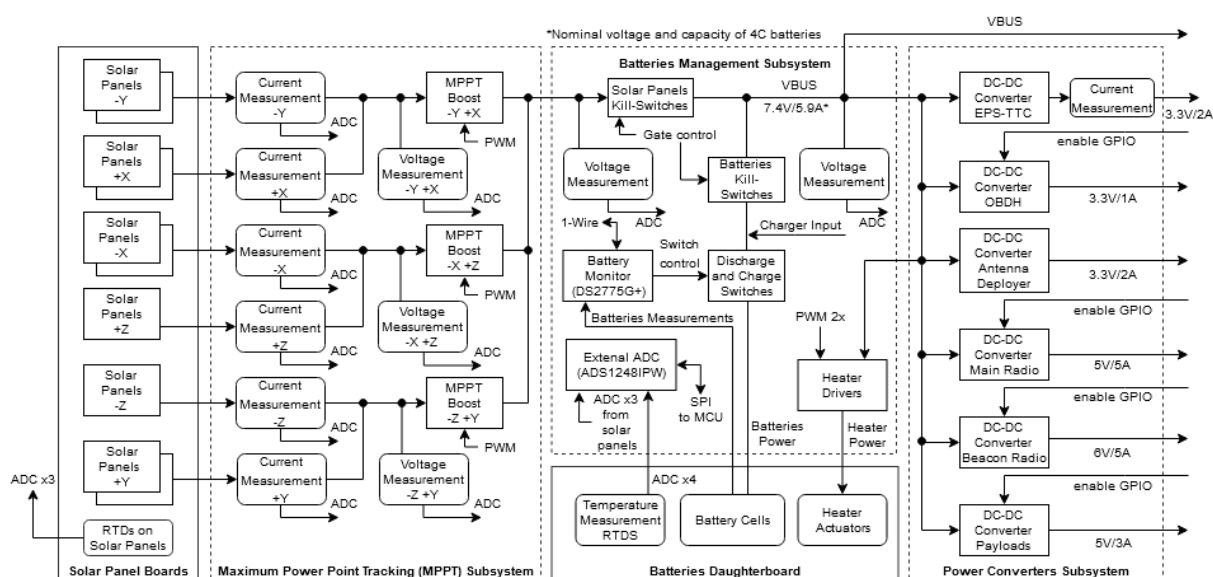 VBUS
*Nominal voltage and capacity of 4C batteries
Solar
Panels
-Y
Solar
Panels
+X
Solar
Panels
-X
Solar
Panels
+Z
Solar
Panels
-Z
Solar
Panels
+Y
ADC x3
RTDs on
Solar Panels
Solar Panel Boards
Current
Measurement
-Y
ADC
Current
Measurement
+X
ADC
Current
Measurement
-X
ADC
Current
Measurement
+Z
ADC
Current
Measurement
-Z
ADC
Current
Measurement
+Y
ADC
MPPT
Boost
-Y +X
PWM
Voltage
Measurement
-Y +X
ADC
MPPT
Boost
-X +Z
PWM
Voltage
Measurement
-X +Z
ADC
MPPT
Boost
-Z +Y
PWM
Voltage
Measurement
-Z +Y
ADC
Maximum Power Point Tracking (MPPT) Subsystem
Batteries Management Subsystem
Solar Panels
Kill-Switches
VBUS
7.4V/5.9A*
Gate control
Voltage
Measurement
ADC
Batteries
Kill-
Switches
Voltage
Measurement
ADC
Charger Input
1-Wire
Battery
Monitor
(DS2775G+)
Switch
control
Discharge
and Charge
Switches
Batteries Measurements
PWM 2x
Extenal ADC
(ADS1248IPW)
SPI
to MCU
ADC x3
from
solar
panels
Heater
Drivers
Batteries
Power
Heater
Power
ADC x4
Temperature
Measurement
RTDS
Battery Cells
Heater
Actuators
Batteries Daughterboard
DC-DC
Converter
EPS-TTC
Current
Measurement
3.3V/2A
enable GPIO
DC-DC
Converter
OBDH
3.3V/1A
DC-DC
Converter
Antenna
Deployer
3.3V/2A
enable GPIO
DC-DC
Converter
Main Radio
5V/5A
enable GPIO
DC-DC
Converter
Beacon Radio
6V/5A
enable GPIO
DC-DC
Converter
Payloads
5V/3A
Power Converters Subsystem